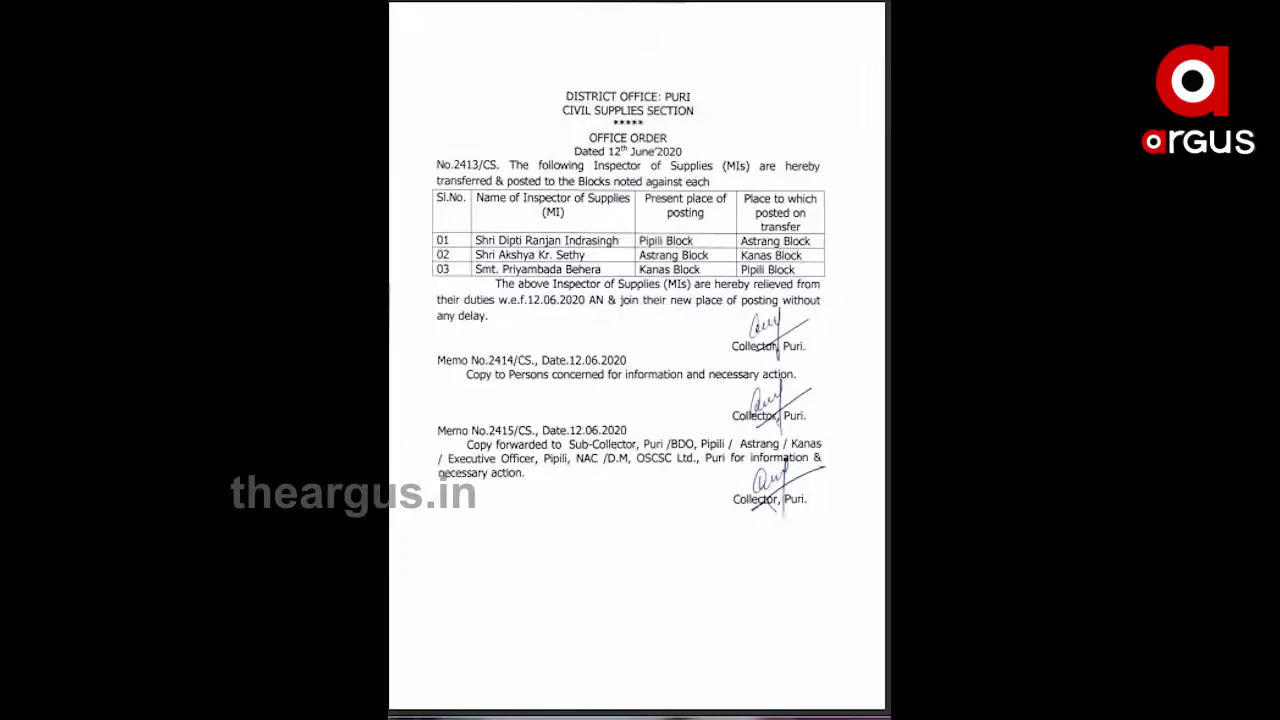 DISTRICT OFFICE: PURI
CIVIL SUPPLIES SECTION
*****
OFFICE ORDER
Dated 12th June'2020
No.2413/CS. The following Inspector of Supplies (MIs) are hereby
transferred & posted to the Blocks noted against each
Sl.No. Name of Inspector of Supplies (MI) Present place of posting Place to which posted on transfer
01 Shri Dipti Ranjan Indrasingh Pipili Block Astrang Block
02 Shri Akshya Kr. Sethy Astrang Block Kanas Block
03 Smt. Priyambada Behera Kanas Block Pipili Block
The above Inspector of Supplies (MIs) are hereby relieved from
their duties w.e.f.12.06.2020 AN & join their new place of posting without
any delay.
Collector, Puri.
Memo No.2414/CS., Date.12.06.2020
Copy to Persons concerned for information and necessary action.
Collector, Puri.
Memo No.2415/CS., Date.12.06.2020
Copy forwarded to Sub-Collector, Puri /BDO, Pipili / Astrang / Kanas
/ Executive Officer, Pipili, NAC /D.M, OSCSC Ltd., Puri for information &
necessary action.
Collector, Puri.
theargus.in
argus